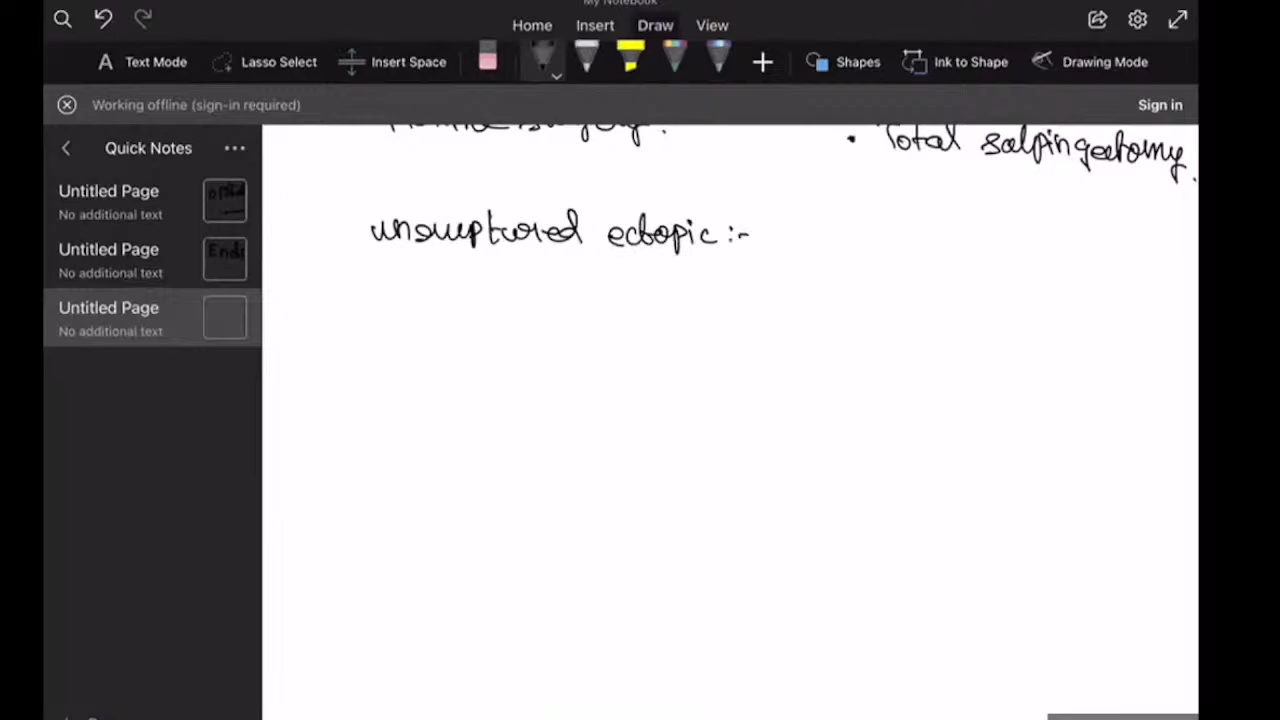 My Notebook
Home Insert Draw View
Text Mode Lasso Select Insert Space Shapes Ink to Shape Drawing Mode
Working offline (sign-in required) Sign in
Quick Notes
Untitled Page
No additional text
Untitled Page
No additional text
Untitled Page
No additional text
• Total salpingectomy.
unruptured ectopic :-